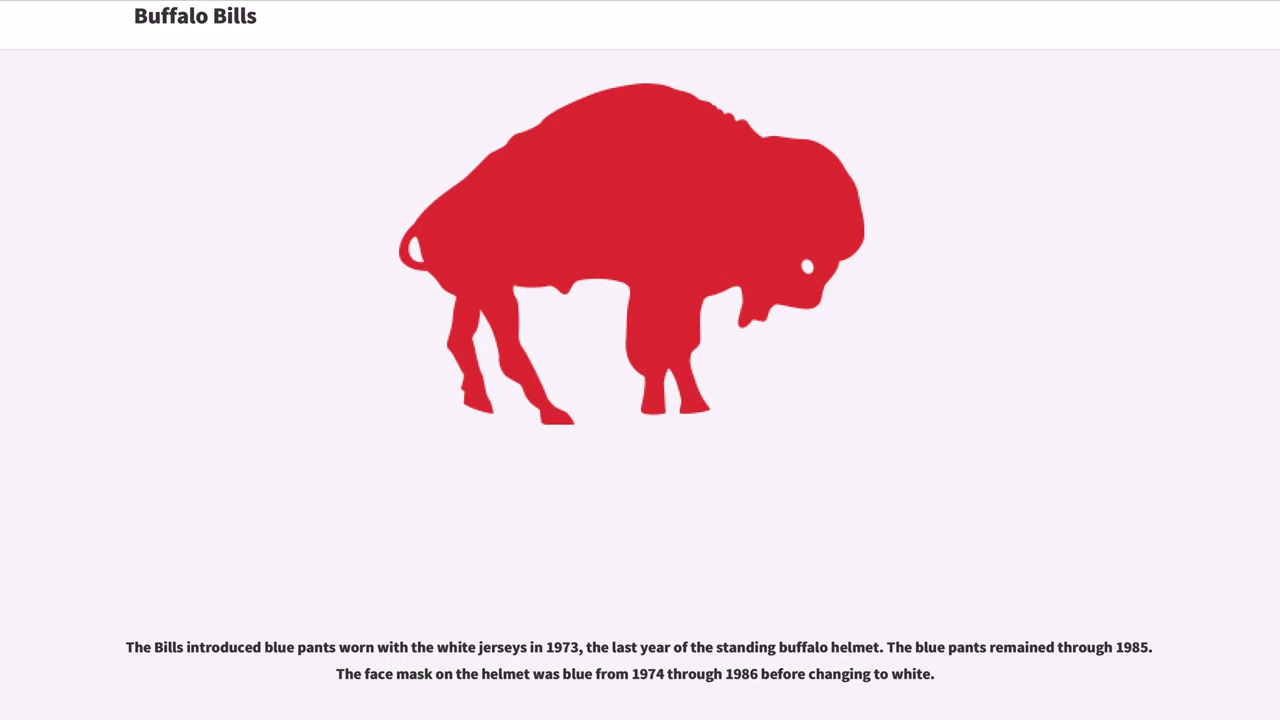 Buffalo Bills
The Bills introduced blue pants worn with the white jerseys in 1973, the last year of the standing buffalo helmet. The blue pants remained through 1985.
The face mask on the helmet was blue from 1974 through 1986 before changing to white.